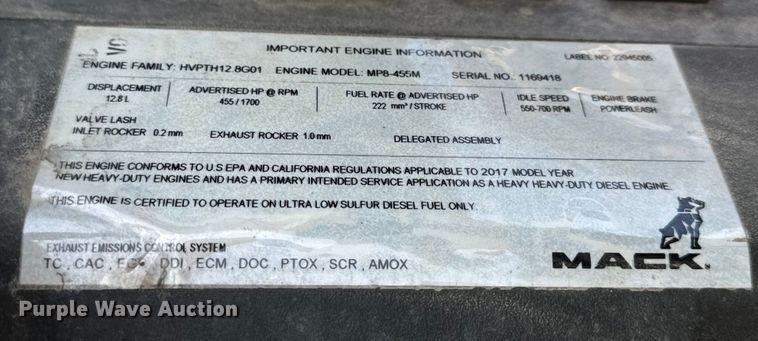 IMPORTANT ENGINE INFORMATION
LABEL NO. 22945005
ENGINE FAMILY: HVPTH12.8G01 ENGINE MODEL: MP8-455M SERIAL NO.: 1169418
DISPLACEMENT ADVERTISED HP @ RPM FUEL RATE @ ADVERTISED HP IDLE SPEED ENGINE BRAKE
12.8 L 455 / 1700 222 mm³ / STROKE 550-700 RPM POWERLEASH
VALVE LASH
INLET ROCKER 0.2 mm EXHAUST ROCKER 1.0 mm DELEGATED ASSEMBLY
THIS ENGINE CONFORMS TO U.S EPA AND CALIFORNIA REGULATIONS APPLICABLE TO 2017 MODEL YEAR
NEW HEAVY-DUTY ENGINES AND HAS A PRIMARY INTENDED SERVICE APPLICATION AS A HEAVY HEAVY-DUTY DIESEL ENGINE.
THIS ENGINE IS CERTIFIED TO OPERATE ON ULTRA LOW SULFUR DIESEL FUEL ONLY.
EXHAUST EMISSIONS CONTROL SYSTEM
TC , CAC , DDI , ECM , DOC , PTOX , SCR , AMOX
MACK.
Purple Wave Auction